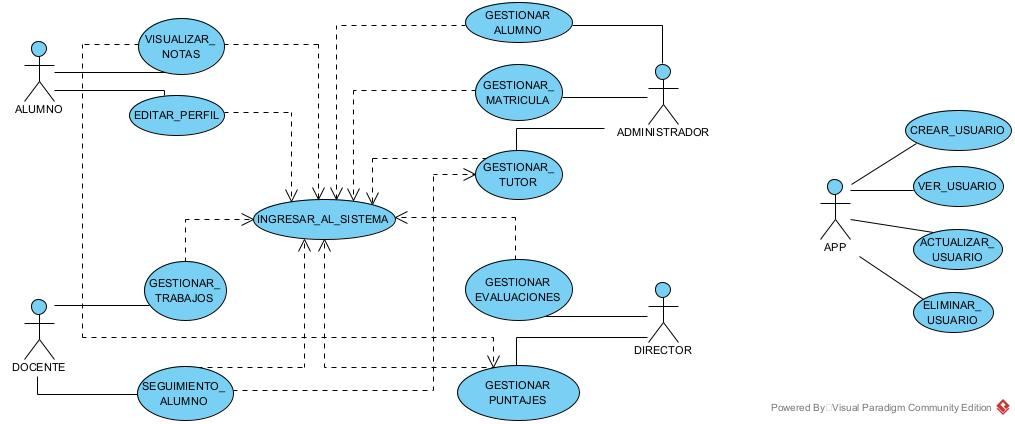 VISUALIZAR_
NOTAS
ALUMNO
EDITAR_PERFIL
GESTIONAR
ALUMNO
GESTIONAR_
MATRICULA
ADMINISTRADOR
GESTIONAR_
TUTOR
INGRESAR_AL_SISTEMA
GESTIONAR_
TRABAJOS
DOCENTE
SEGUIMIENTO_
ALUMNO
GESTIONAR
EVALUACIONES
DIRECTOR
GESTIONAR
PUNTAJES
CREAR_USUARIO
VER_USUARIO
APP
ACTUALIZAR_
USUARIO
ELIMINAR_
USUARIO
Powered By Visual Paradigm Community Edition